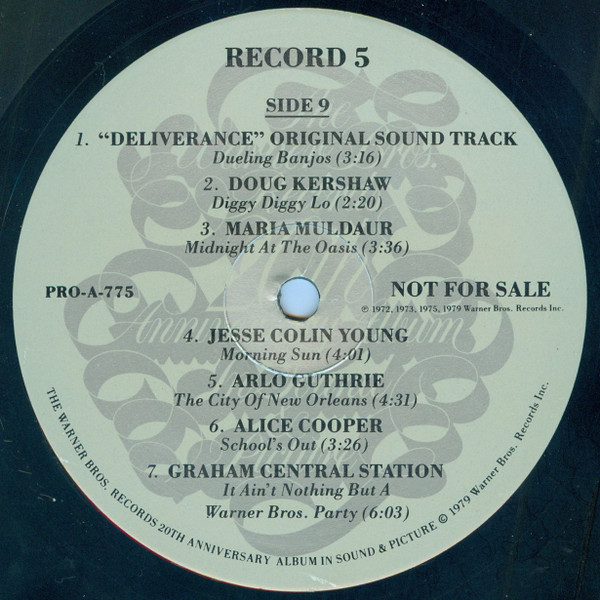 RECORD 5
SIDE 9
1. “DELIVERANCE” ORIGINAL SOUND TRACK
Dueling Banjos (3:16)
2. DOUG KERSHAW
Diggy Diggy Lo (2:20)
3. MARIA MULDAUR
Midnight At The Oasis (3:36)
PRO-A-775
NOT FOR SALE
℗ 1972, 1973, 1975, 1979 Warner Bros. Records Inc.
4. JESSE COLIN YOUNG
Morning Sun (4:01)
5. ARLO GUTHRIE
The City Of New Orleans (4:31)
6. ALICE COOPER
School's Out (3:26)
7. GRAHAM CENTRAL STATION
It Ain't Nothing But A
Warner Bros. Party (6:03)
THE WARNER BROS. RECORDS 20TH ANNIVERSARY ALBUM IN SOUND & PICTURE © 1979 Warner Bros. Records Inc.